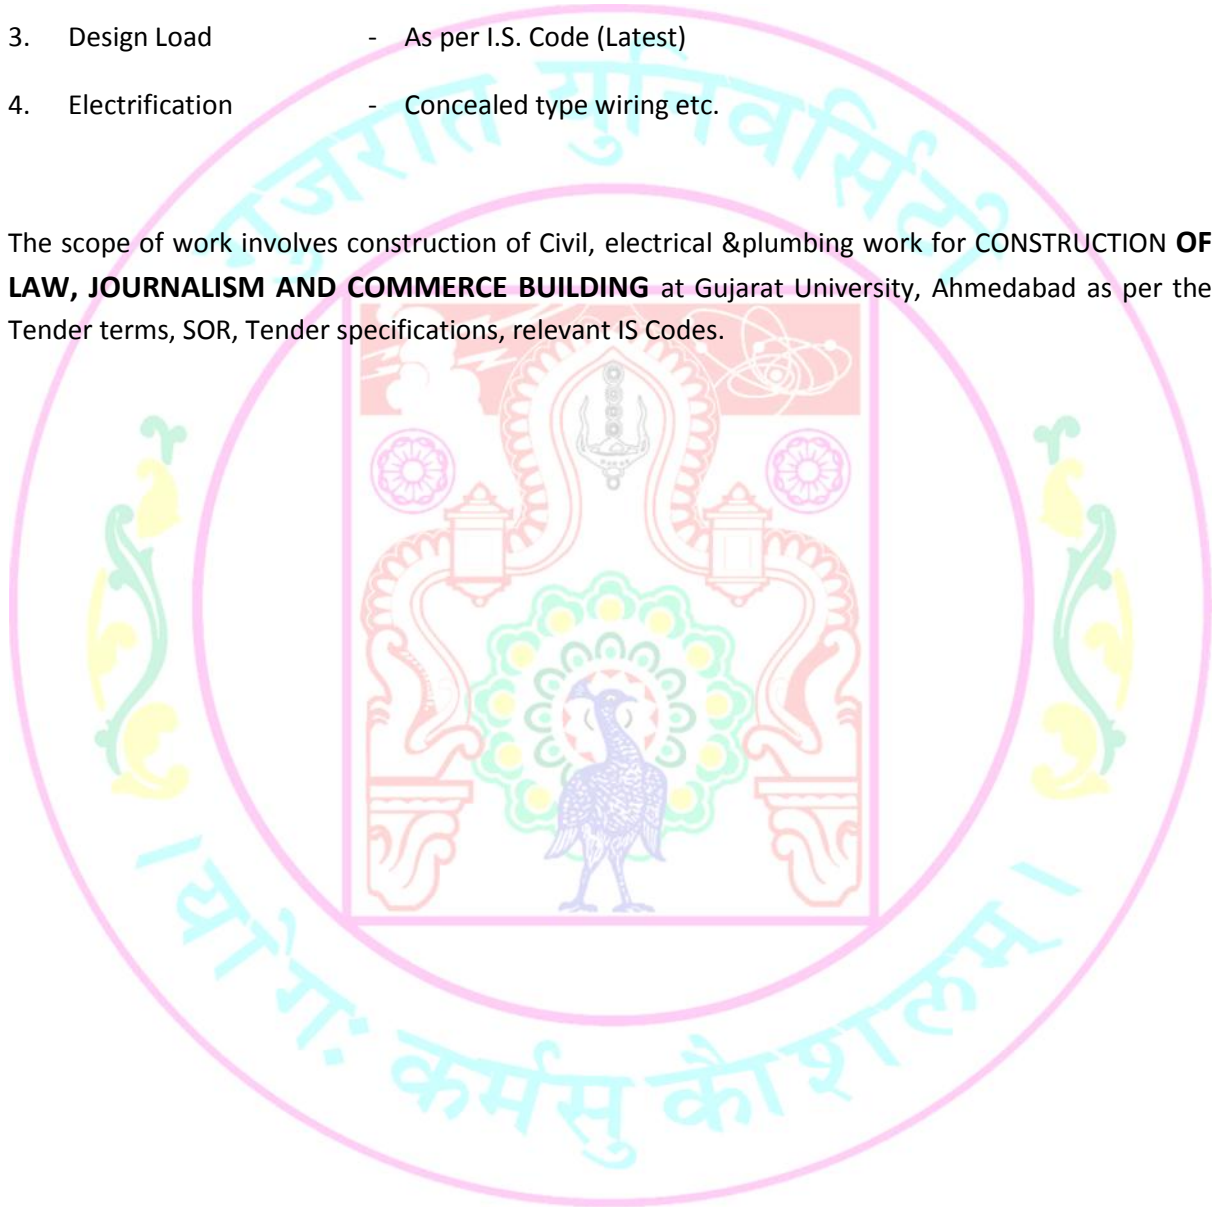 3. Design Load - As per I.S. Code (Latest)
4. Electrification - Concealed type wiring etc.
गुजरात युनिवर्सिटी
The scope of work involves construction of Civil, electrical &plumbing work for CONSTRUCTION OF
LAW, JOURNALISM AND COMMERCE BUILDING at Gujarat University, Ahmedabad as per the
Tender terms, SOR, Tender specifications, relevant IS Codes.
। योगः कर्मसु कौशलम् ।